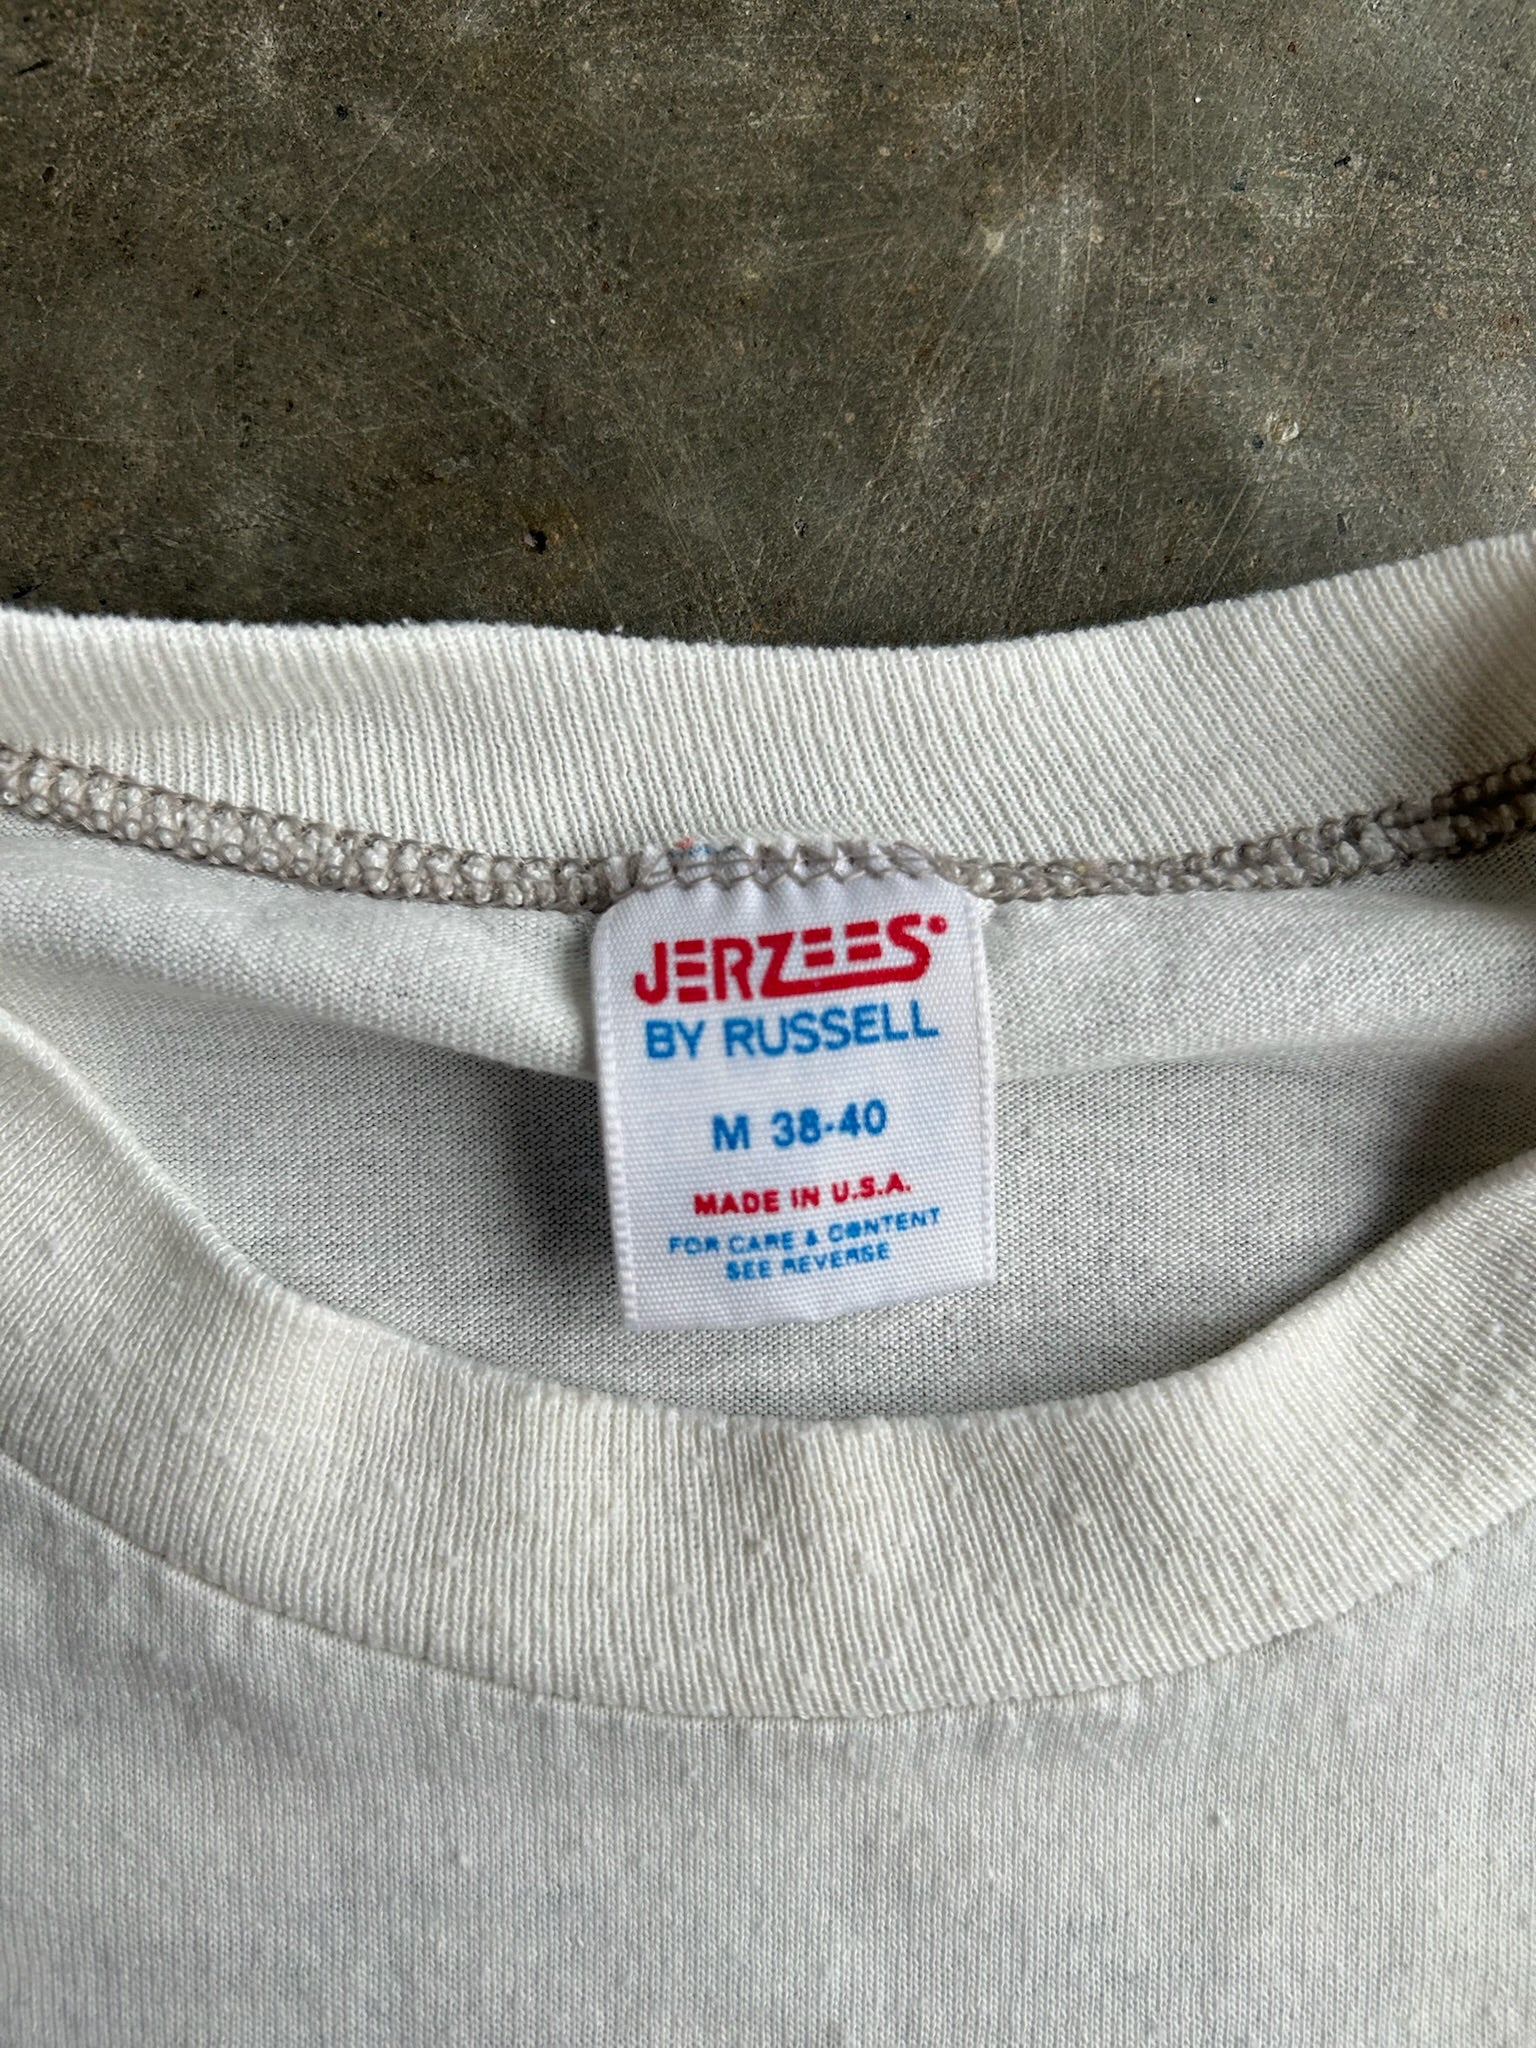 JERZEES®
BY RUSSELL
M 38-40
MADE IN U.S.A.
FOR CARE & CONTENT
SEE REVERSE